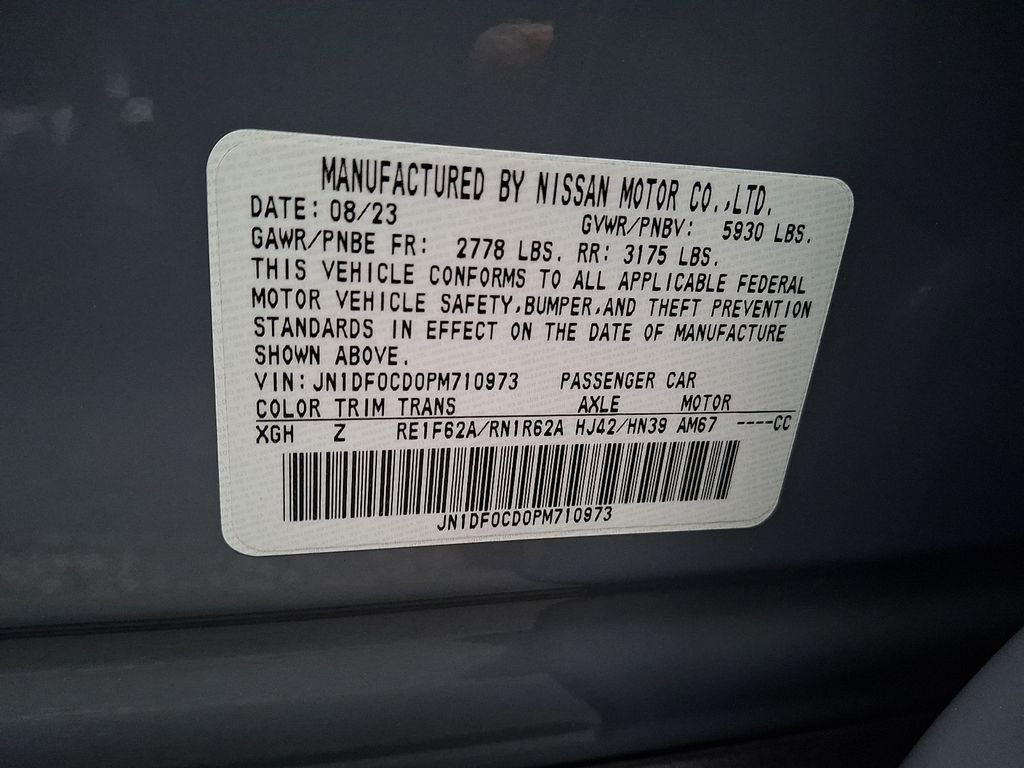 MANUFACTURED BY NISSAN MOTOR CO.,LTD.
DATE: 08/23 GVWR/PNBV: 5930 LBS.
GAWR/PNBE FR: 2778 LBS. RR: 3175 LBS.
THIS VEHICLE CONFORMS TO ALL APPLICABLE FEDERAL
MOTOR VEHICLE SAFETY,BUMPER,AND THEFT PREVENTION
STANDARDS IN EFFECT ON THE DATE OF MANUFACTURE
SHOWN ABOVE.
VIN:JN1DF0CD0PM710973 PASSENGER CAR
COLOR TRIM TRANS AXLE MOTOR
XGH Z RE1F62A/RN1R62A HJ42/HN39 AM67 ----CC
JN1DF0CD0PM710973